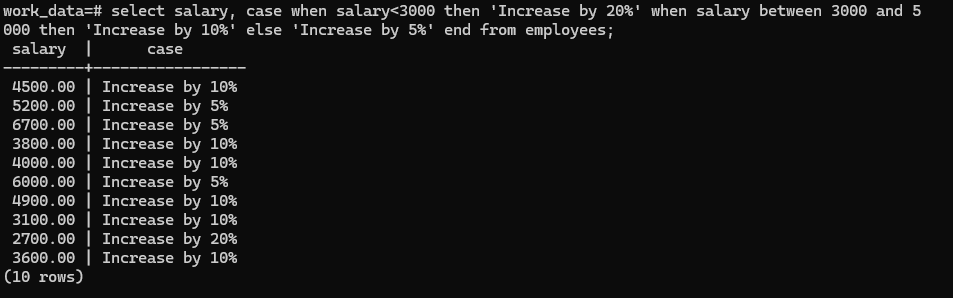 work_data=# select salary, case when salary<3000 then 'Increase by 20%' when salary between 3000 and 5
000 then 'Increase by 10%' else 'Increase by 5%' end from employees;
 salary  |      case
---------+-----------------
 4500.00 | Increase by 10%
 5200.00 | Increase by 5%
 6700.00 | Increase by 5%
 3800.00 | Increase by 10%
 4000.00 | Increase by 10%
 6000.00 | Increase by 5%
 4900.00 | Increase by 10%
 3100.00 | Increase by 10%
 2700.00 | Increase by 20%
 3600.00 | Increase by 10%
(10 rows)